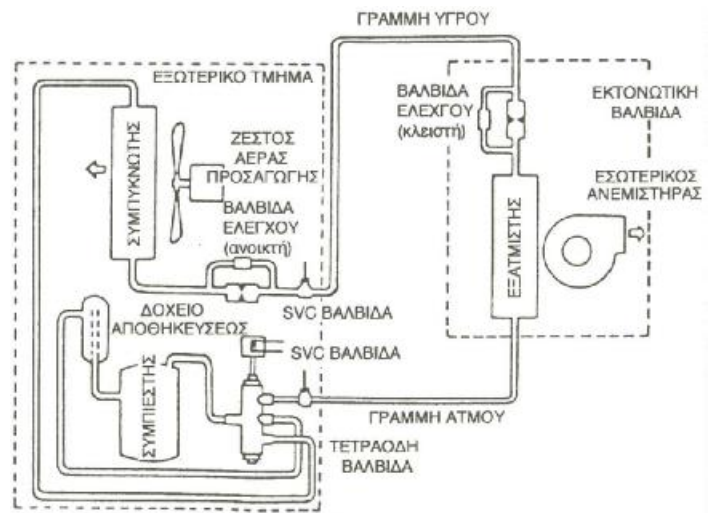 ΓΡΑΜΜΗ ΥΓΡΟΥ
ΕΞΩΤΕΡΙΚΟ ΤΜΗΜΑ
ΣΥΜΠΥΚΝΩΤΗΣ
ΖΕΣΤΟΣ
ΑΕΡΑΣ
ΠΡΟΣΑΓΩΓΗΣ
ΒΑΛΒΙΔΑ
ΕΛΕΓΧΟΥ
(ανοικτή)
ΒΑΛΒΙΔΑ
ΕΛΕΧΓΟΥ
(κλειστή)
ΕΚΤΟΝΩΤΙΚΗ
ΒΑΛΒΙΔΑ
ΕΣΩΤΕΡΙΚΟΣ
ΑΝΕΜΙΣΤΗΡΑΣ
ΕΞΑΤΜΙΣΤΗΣ
ΔΟΧΕΙΟ
ΑΠΟΘΗΚΕΥΣΕΩΣ
SVC ΒΑΛΒΙΔΑ
SVC ΒΑΛΒΙΔΑ
ΣΥΜΠΙΕΣΤΗΣ
ΓΡΑΜΜΗ ΑΤΜΟΥ
ΤΕΤΡΑΟΔΗ
ΒΑΛΒΙΔΑ